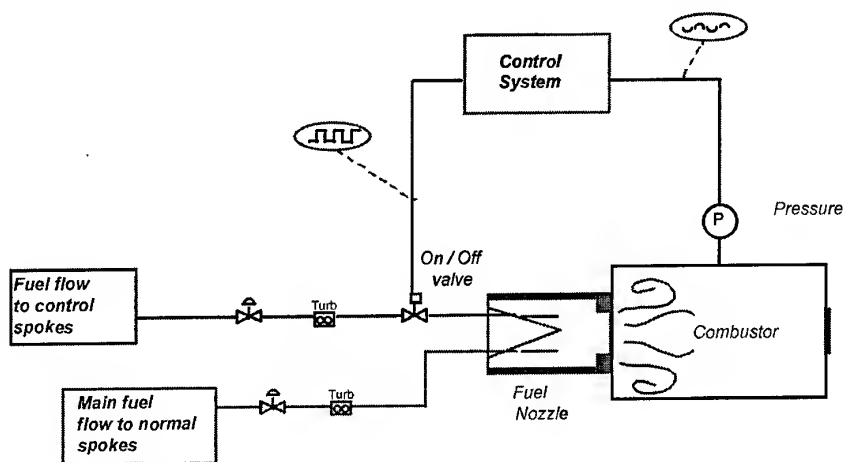 Control
System
P
Pressure
On / Off
valve
Fuel flow
to control
spokes
Turb
Combustor
Fuel
Nozzle
Main fuel
flow to normal
spokes
Turb